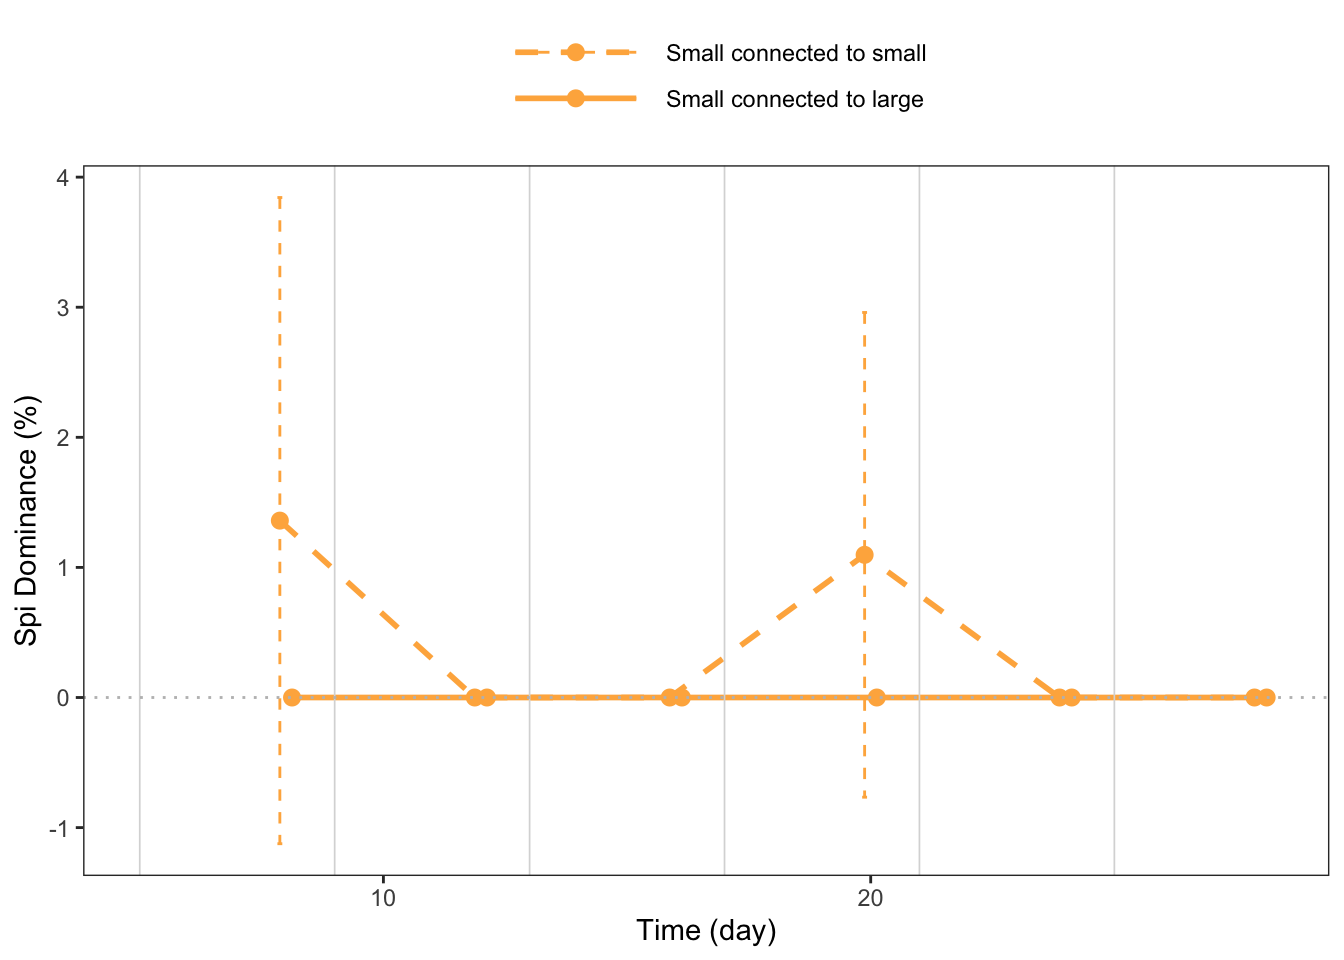 Small connected to small
Small connected to large
4
3
2
1
0
-1
Spi Dominance (%)
10
20
Time (day)